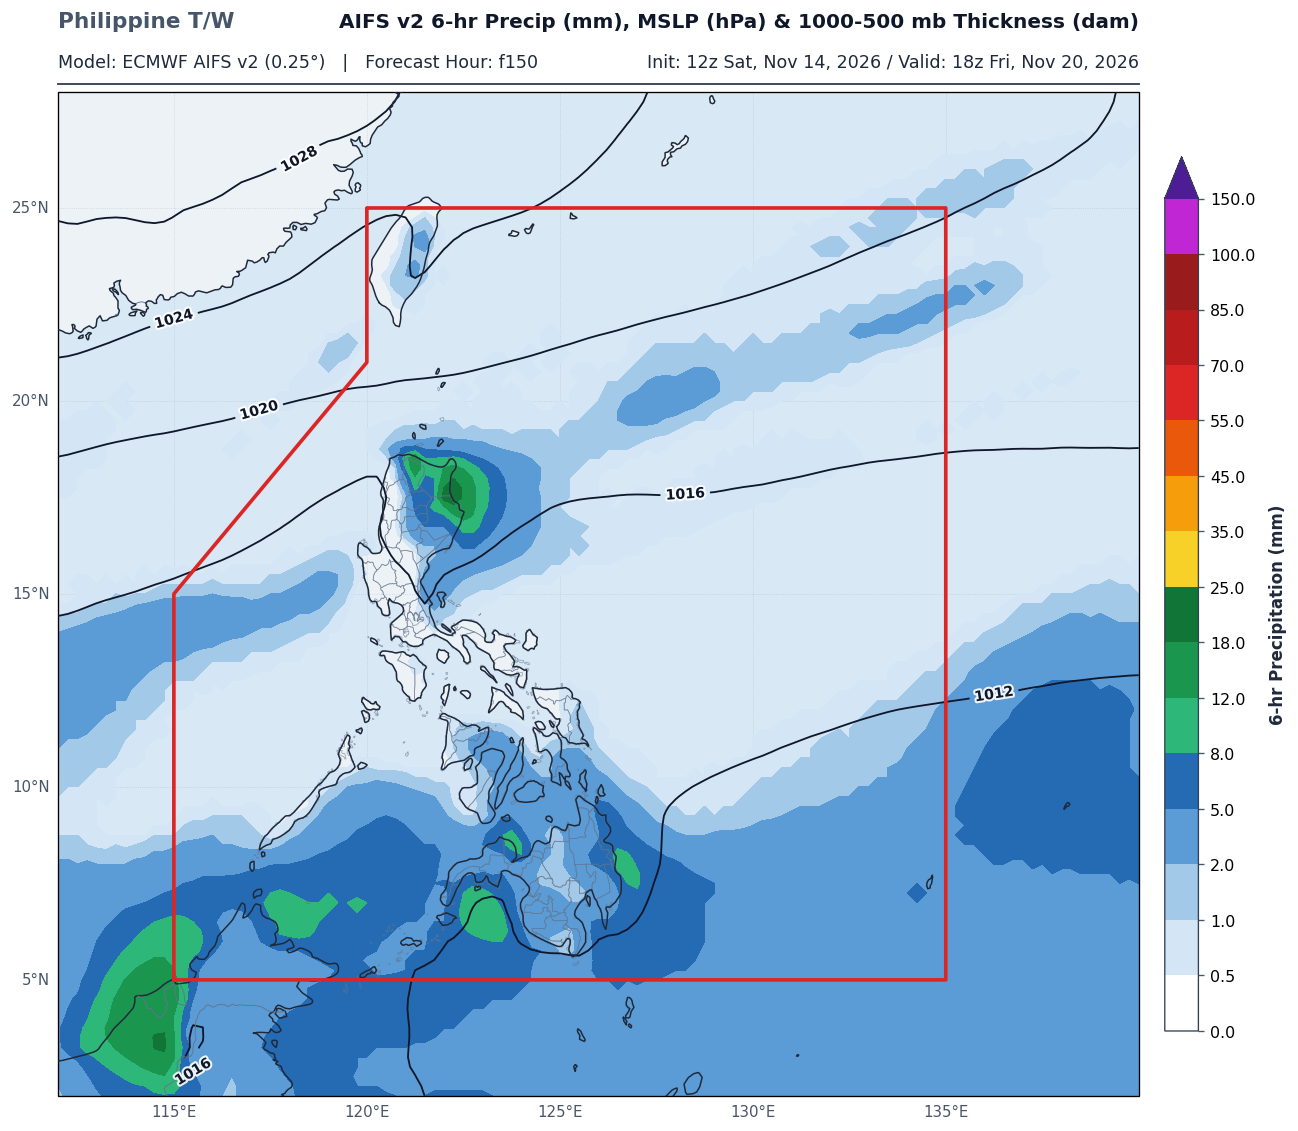 Philippine T/W
AIFS v2 6-hr Precip (mm), MSLP (hPa) & 1000-500 mb Thickness (dam)
Model: ECMWF AIFS v2 (0.25°) | Forecast Hour: f150
Init: 12z Sat, Nov 14, 2026 / Valid: 18z Fri, Nov 20, 2026
1028
1024
1020
1016
1012
1016
25°N
20°N
15°N
10°N
5°N
115°E
120°E
125°E
130°E
135°E
150.0
100.0
85.0
70.0
55.0
45.0
35.0
25.0
18.0
12.0
8.0
5.0
2.0
1.0
0.5
0.0
6-hr Precipitation (mm)